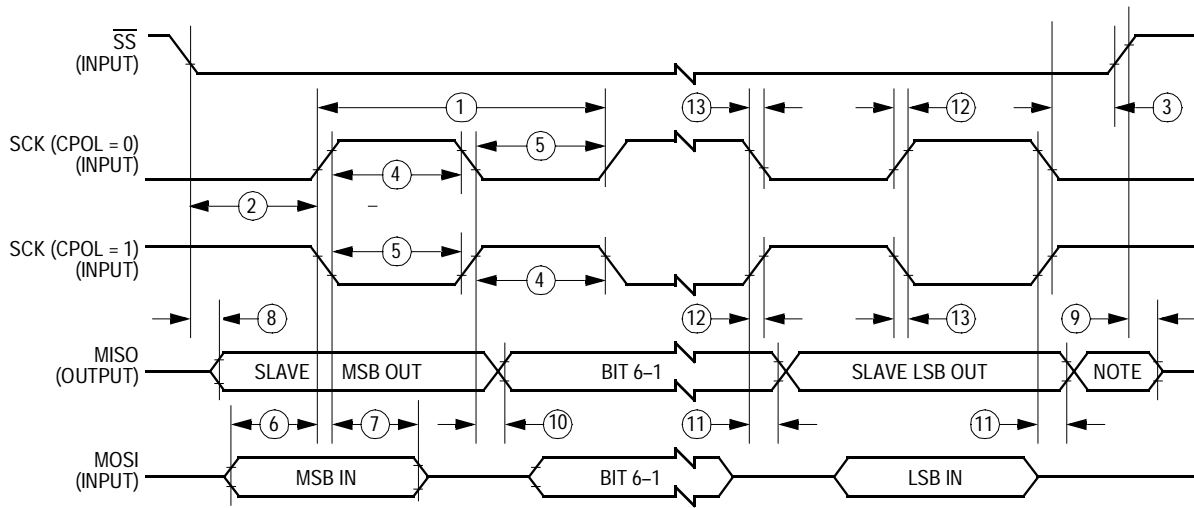 SS
(INPUT)
1
13
12
3
SCK (CPOL = 0)
(INPUT)
5
4
2
SCK (CPOL = 1)
(INPUT)
5
4
8
12
13
9
MISO
(OUTPUT)
SLAVE MSB OUT
BIT 6–1
SLAVE LSB OUT
NOTE
6
7
10
11
11
MOSI
(INPUT)
MSB IN
BIT 6–1
LSB IN